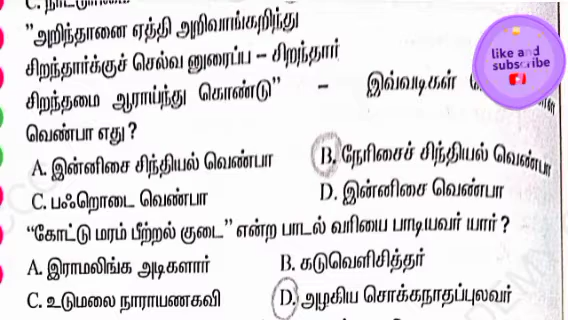 C.
"அறிந்தானை ஏத்தி அறிவாங்கறிந்து
சிறந்தார்க்குச் செல்வ னுரைப்ப – சிறந்தார்
சிறந்தமை ஆராய்ந்து கொண்டு" – இவ்வடிகள்
வெண்பா எது?
A. இன்னிசை சிந்தியல் வெண்பா B. நேரிசைச் சிந்தியல் வெண்பா
C. பஃறொடை வெண்பா D. இன்னிசை வெண்பா
"கோட்டு மரம் பீற்றல் குடை" என்ற பாடல் வரியை பாடியவர் யார்?
A. இராமலிங்க அடிகளார் B. கடுவெளிசித்தர்
C. உடுமலை நாராயணகவி D. அழகிய சொக்கநாதப்புலவர்
like and
subscribe